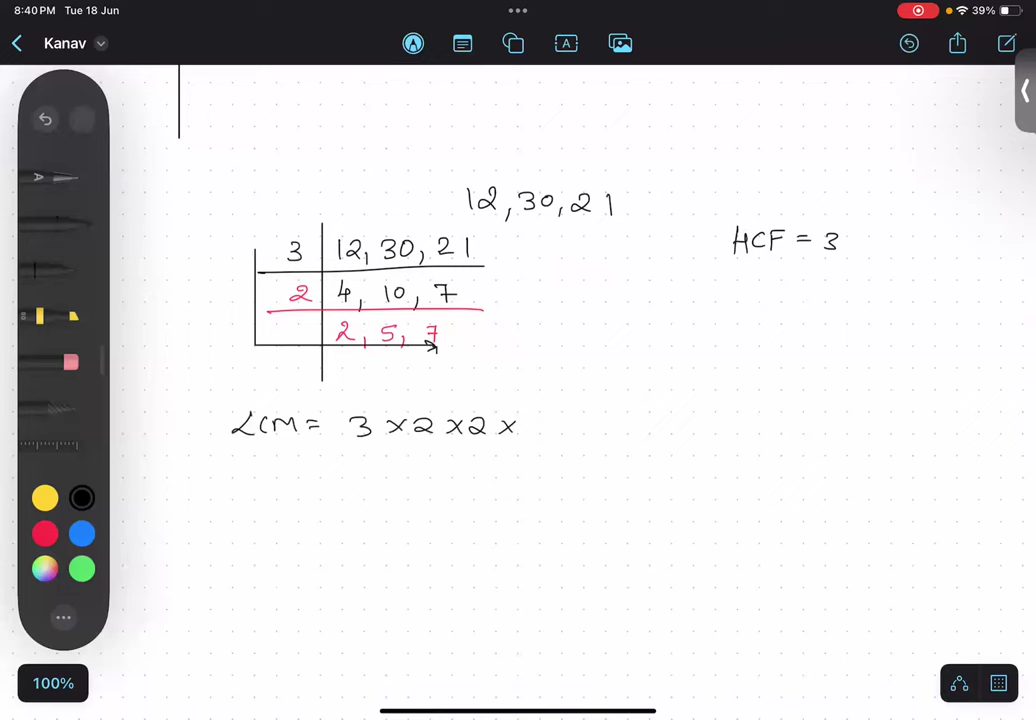 8:40 PM Tue 18 Jun
39%
Kanav
A
A
12, 30, 21
HCF = 3
3 12, 30, 21
2 4, 10, 7
2, 5, 7
LCM = 3 × 2 × 2 ×
100%